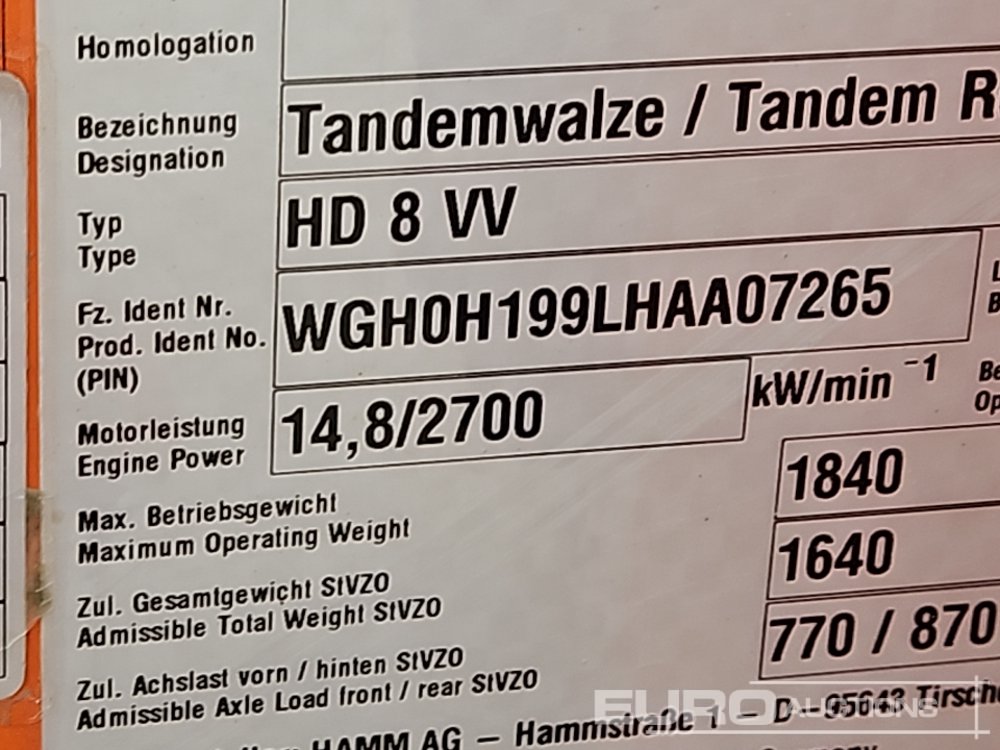 Homologation
Bezeichnung Tandemwalze / Tandem R
Designation
Typ HD 8 VV
Type
Fz. Ident Nr. WGH0H199LHAA07265
Prod. Ident No.
(PIN)
Motorleistung 14,8/2700 kW/min ⁻¹
Engine Power
Max. Betriebsgewicht 1840
Maximum Operating Weight
Zul. Gesamtgewicht StVZO 1640
Admissible Total Weight StVZO
Zul. Achslast vorn / hinten StVZO 770 / 870
Admissible Axle Load front / rear StVZO
HAMM AG – Hammstraße 1 – D–95643 Tirsch
EURO AUCTIONS